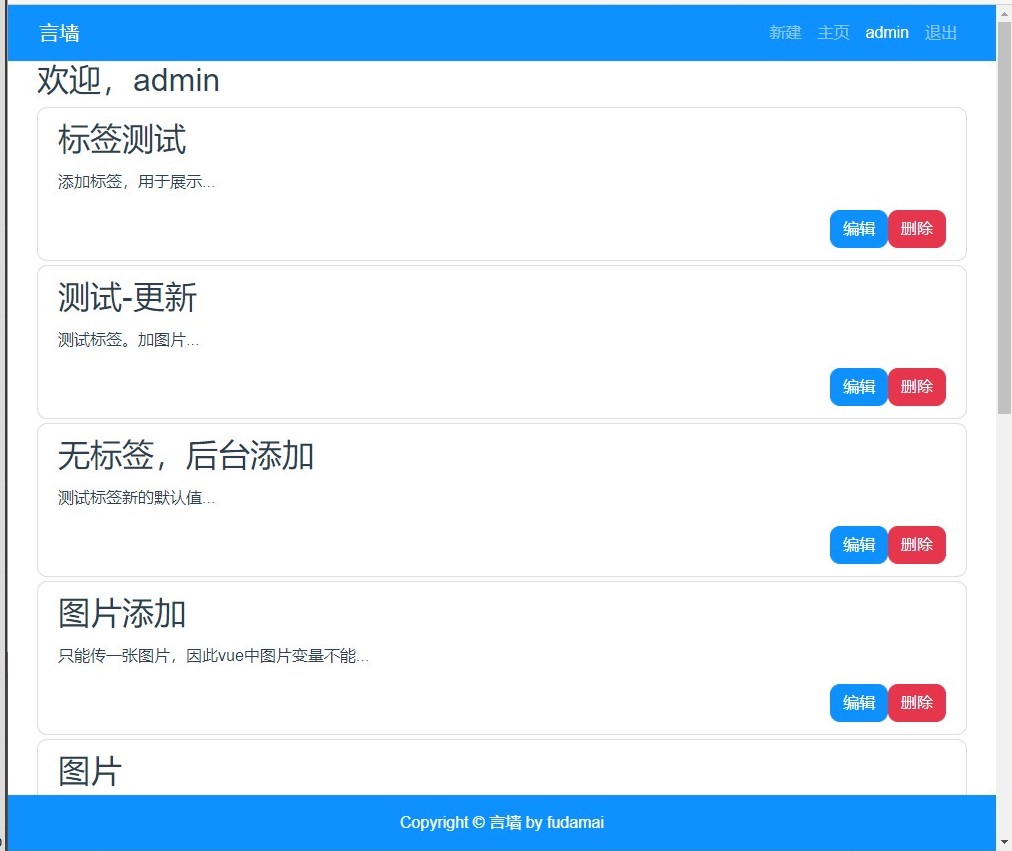 言墙
新建 主页 admin 退出
欢迎，admin
标签测试
添加标签，用于展示...
编辑 删除
测试-更新
测试标签。加图片...
编辑 删除
无标签，后台添加
测试标签新的默认值...
编辑 删除
图片添加
只能传一张图片，因此vue中图片变量不能...
编辑 删除
图片
Copyright © 言墙 by fudamai